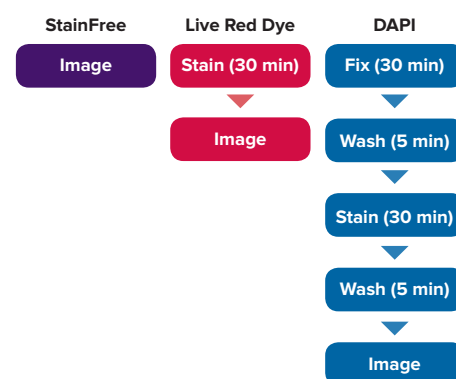 StainFree
Live Red Dye
DAPI
Image
Stain (30 min)
Fix (30 min)
Image
Wash (5 min)
Stain (30 min)
Wash (5 min)
Image